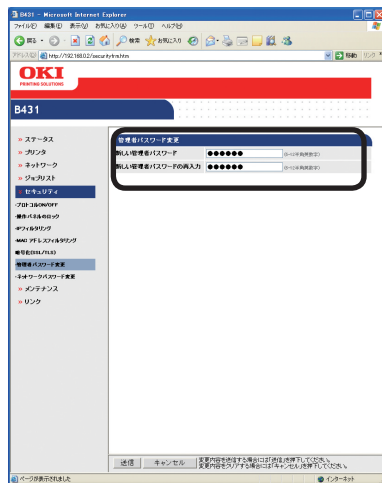 B431 - Microsoft Internet Explorer
ファイル(F) 編集(E) 表示(V) お気に入り(A) ツール(T) ヘルプ(H)
戻る 検索 お気に入り
アドレス(D) http://192.168.0.2/securityfrm.htm 移動 リンク
OKI
PRINTING SOLUTIONS
B431
» ステータス
» プリンタ
» ネットワーク
» ジョブリスト
» セキュリティ
・プロトコルON/OFF
・操作パネルのロック
・IPフィルタリング
・MAC アドレスフィルタリング
・暗号化(SSL/TLS)
・管理者パスワード変更
・ネットワークパスワード変更
» メンテナンス
» リンク
管理者パスワード変更
新しい管理者パスワード ●●●●●● (6~12半角英数字)
新しい管理者パスワードの再入力 ●●●●●● (6~12半角英数字)
送信 キャンセル
変更内容を送信する場合には「送信」を押下してください。
変更内容をクリアする場合には「キャンセル」を押下してください。
ページが表示されました インターネット